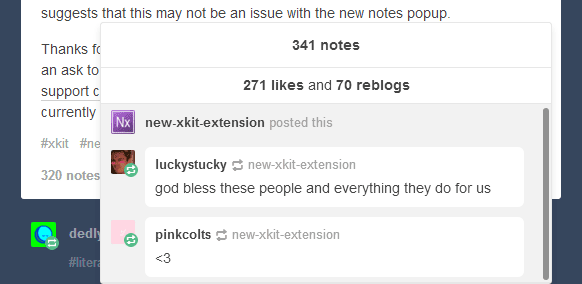 suggests that this may not be an issue with the new notes popup.
Thanks fo
an ask to
support c
currently
#xkit #ne
320 notes
dedly
#litera
341 notes
271 likes and 70 reblogs
Nx new-xkit-extension posted this
luckystucky new-xkit-extension
god bless these people and everything they do for us
pinkcolts new-xkit-extension
<3